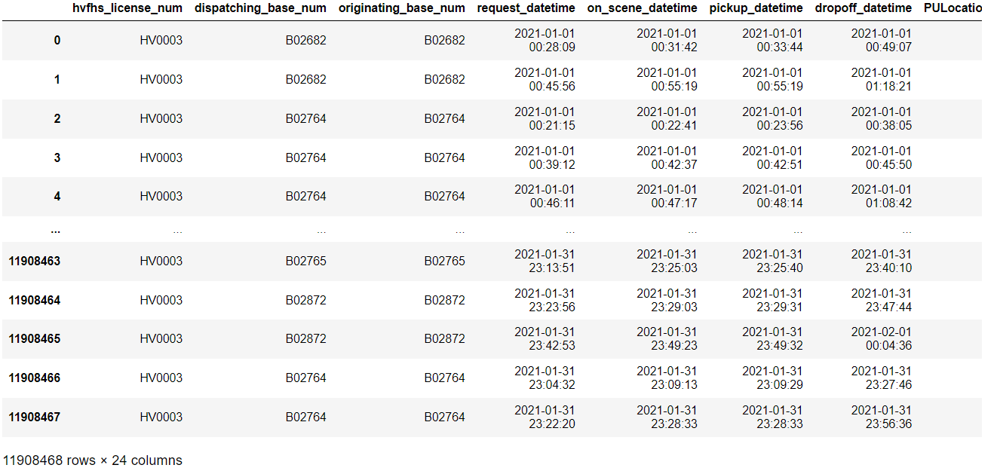 hvfhs_license_num dispatching_base_num originating_base_num request_datetime on_scene_datetime pickup_datetime dropoff_datetime PULocatio
0 HV0003 B02682 B02682 2021-01-01 00:28:09 2021-01-01 00:31:42 2021-01-01 00:33:44 2021-01-01 00:49:07
1 HV0003 B02682 B02682 2021-01-01 00:45:56 2021-01-01 00:55:19 2021-01-01 00:55:19 2021-01-01 01:18:21
2 HV0003 B02764 B02764 2021-01-01 00:21:15 2021-01-01 00:22:41 2021-01-01 00:23:56 2021-01-01 00:38:05
3 HV0003 B02764 B02764 2021-01-01 00:39:12 2021-01-01 00:42:37 2021-01-01 00:42:51 2021-01-01 00:45:50
4 HV0003 B02764 B02764 2021-01-01 00:46:11 2021-01-01 00:47:17 2021-01-01 00:48:14 2021-01-01 01:08:42
... ... ... ... ... ... ... ...
11908463 HV0003 B02765 B02765 2021-01-31 23:13:51 2021-01-31 23:25:03 2021-01-31 23:25:40 2021-01-31 23:40:10
11908464 HV0003 B02872 B02872 2021-01-31 23:23:56 2021-01-31 23:29:03 2021-01-31 23:29:31 2021-01-31 23:47:44
11908465 HV0003 B02872 B02872 2021-01-31 23:42:53 2021-01-31 23:49:23 2021-01-31 23:49:32 2021-02-01 00:04:36
11908466 HV0003 B02764 B02764 2021-01-31 23:04:32 2021-01-31 23:09:13 2021-01-31 23:09:29 2021-01-31 23:27:46
11908467 HV0003 B02764 B02764 2021-01-31 23:22:20 2021-01-31 23:28:33 2021-01-31 23:28:33 2021-01-31 23:56:36
11908468 rows × 24 columns